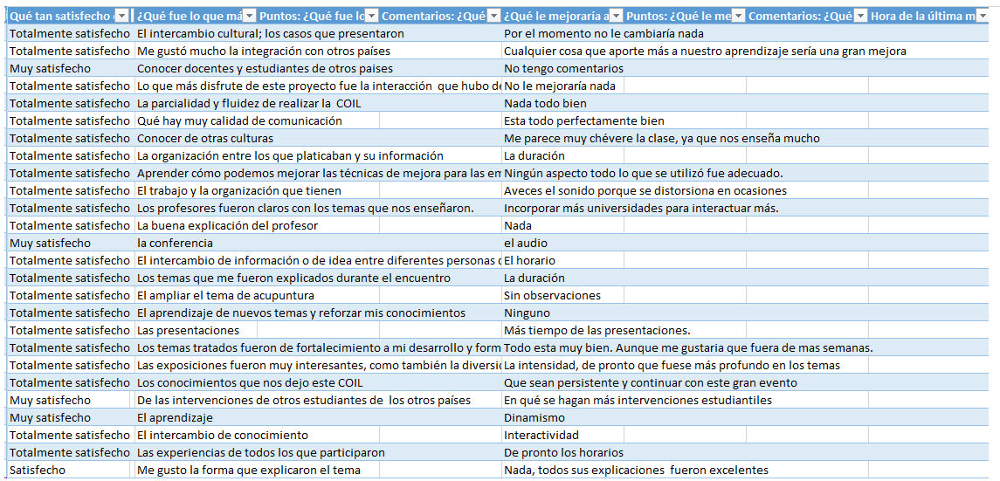 Qué tan satisfecho ¿Qué fue lo que má Puntos: ¿Qué fue lo Comentarios: ¿Qué ¿Qué le mejoraría a Puntos: ¿Qué le me Comentarios: ¿Qué Hora de la última m
Totalmente satisfecho El intercambio cultural; los casos que presentaron Por el momento no le cambiaría nada
Totalmente satisfecho Me gustó mucho la integración con otros países Cualquier cosa que aporte más a nuestro aprendizaje sería una gran mejora
Muy satisfecho Conocer docentes y estudiantes de otros paises No tengo comentarios
Totalmente satisfecho Lo que más disfrute de este proyecto fue la interacción que hubo de No le mejoraría nada
Totalmente satisfecho La parcialidad y fluidez de realizar la COIL Nada todo bien
Totalmente satisfecho Qué hay muy calidad de comunicación Esta todo perfectamente bien
Totalmente satisfecho Conocer de otras culturas Me parece muy chévere la clase, ya que nos enseña mucho
Totalmente satisfecho La organización entre los que platicaban y su información La duración
Totalmente satisfecho Aprender cómo podemos mejorar las técnicas de mejora para las em Ningún aspecto todo lo que se utilizó fue adecuado.
Totalmente satisfecho El trabajo y la organización que tienen Aveces el sonido porque se distorsiona en ocasiones
Totalmente satisfecho Los profesores fueron claros con los temas que nos enseñaron. Incorporar más universidades para interactuar más.
Totalmente satisfecho La buena explicación del profesor Nada
Muy satisfecho la conferencia el audio
Totalmente satisfecho El intercambio de información o de idea entre diferentes personas El horario
Totalmente satisfecho Los temas que me fueron explicados durante el encuentro La duración
Totalmente satisfecho El ampliar el tema de acupuntura Sin observaciones
Totalmente satisfecho El aprendizaje de nuevos temas y reforzar mis conocimientos Ninguno
Totalmente satisfecho Las presentaciones Más tiempo de las presentaciones.
Totalmente satisfecho Los temas tratados fueron de fortalecimiento a mi desarrollo y form Todo esta muy bien. Aunque me gustaria que fuera de mas semanas.
Totalmente satisfecho Las exposiciones fueron muy interesantes, como también la diversi La intensidad, de pronto que fuese más profundo en los temas
Totalmente satisfecho Los conocimientos que nos dejo este COIL Que sean persistente y continuar con este gran evento
Muy satisfecho De las intervenciones de otros estudiantes de los otros países En qué se hagan más intervenciones estudiantiles
Muy satisfecho El aprendizaje Dinamismo
Totalmente satisfecho El intercambio de conocimiento Interactividad
Totalmente satisfecho Las experiencias de todos los que participaron De pronto los horarios
Satisfecho Me gusto la forma que explicaron el tema Nada, todos sus explicaciones fueron excelentes